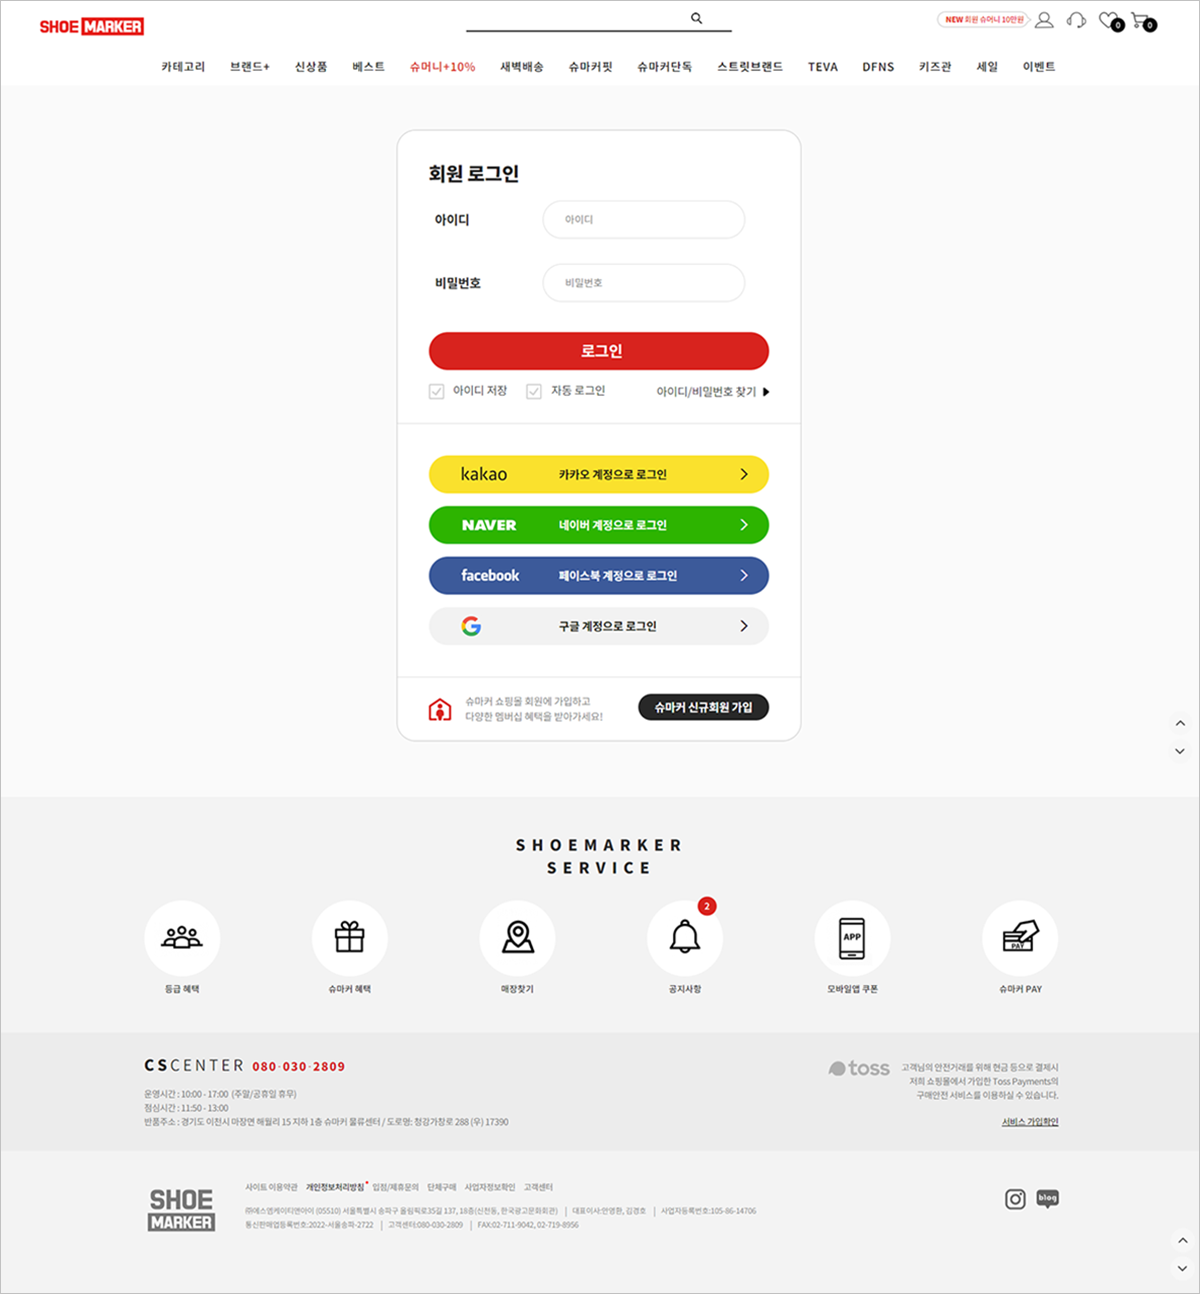 SHOE MARKER
NEW 회원 슈머니 10만원
0
0
카테고리 브랜드+ 신상품 베스트 슈머니+10% 새벽배송 슈마커핏 슈마커단독 스트릿브랜드 TEVA DFNS 키즈관 세일 이벤트
회원 로그인
아이디 아이디
비밀번호 비밀번호
로그인
아이디 저장 자동 로그인 아이디/비밀번호 찾기
kakao 카카오 계정으로 로그인
NAVER 네이버 계정으로 로그인
facebook 페이스북 계정으로 로그인
G 구글 계정으로 로그인
슈마커 쇼핑몰 회원에 가입하고
다양한 멤버십 혜택을 받아가세요!
슈마커 신규회원 가입
SHOEMARKER
SERVICE
2
APP
PAY
등급 혜택 슈마커 혜택 매장찾기 공지사항 모바일앱 쿠폰 슈마커 PAY
CSCENTER 080-030-2809
운영시간 : 10:00 - 17:00 (주말/공휴일 휴무)
점심시간 : 11:50 - 13:00
반품주소 : 경기도 이천시 마장면 해월리 15 지하 1층 슈마커 물류센터 / 도로명: 청강가창로 288 (우) 17390
toss 고객님의 안전거래를 위해 현금 등으로 결제시
저희 쇼핑몰에서 가입한 Toss Payments의
구매안전 서비스를 이용하실 수 있습니다.
서비스 가입확인
SHOE
MARKER
사이트 이용약관 개인정보처리방침 입점/제휴문의 단체구매 사업자정보확인 고객센터
㈜에스엠케이티앤아이 (05510) 서울특별시 송파구 올림픽로35길 137, 18층(신천동, 한국광고문화회관) | 대표이사:안영환, 김경호 | 사업자등록번호:105-86-14706
통신판매업등록번호:2022-서울송파-2722 | 고객센터:080-030-2809 | FAX:02-711-9042, 02-719-8956
blog